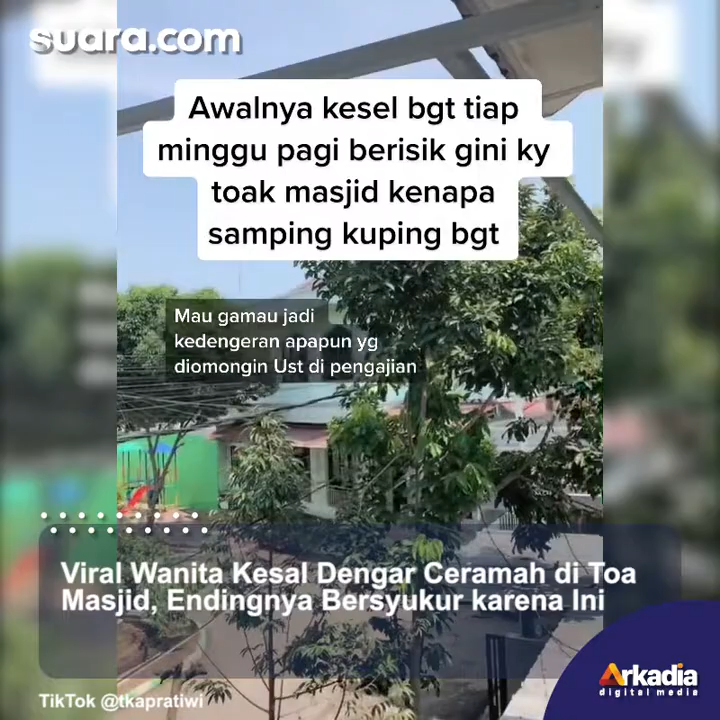 suara.com
Awalnya kesel bgt tiap
minggu pagi berisik gini ky
toak masjid kenapa
samping kuping bgt
Mau gamau jadi
kedengeran apapun yg
diomongin Ust di pengajian
Viral Wanita Kesal Dengar Ceramah di Toa
Masjid, Endingnya Bersyukur karena Ini
TikTok @tkapratiwi
Arkadia
digital media